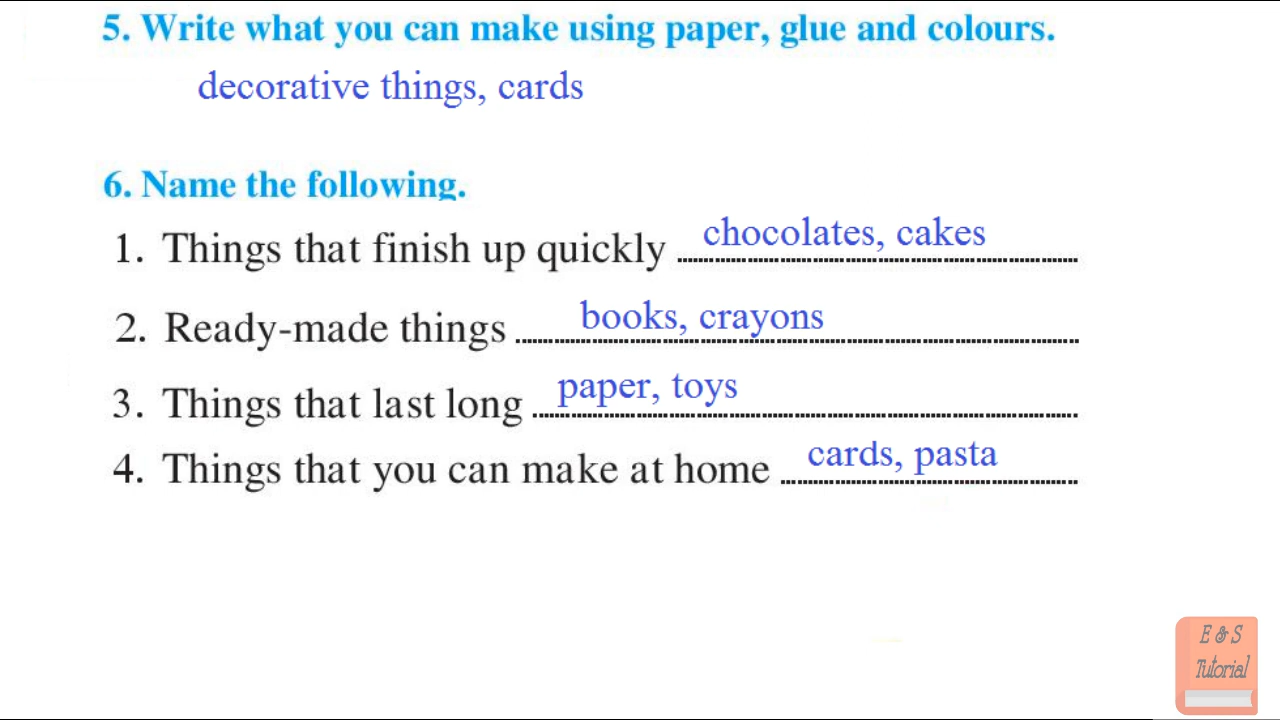 5. Write what you can make using paper, glue and colours.
decorative things, cards
6. Name the following.
1. Things that finish up quickly chocolates, cakes
2. Ready-made things books, crayons
3. Things that last long paper, toys
4. Things that you can make at home cards, pasta
E & S
Tutorial